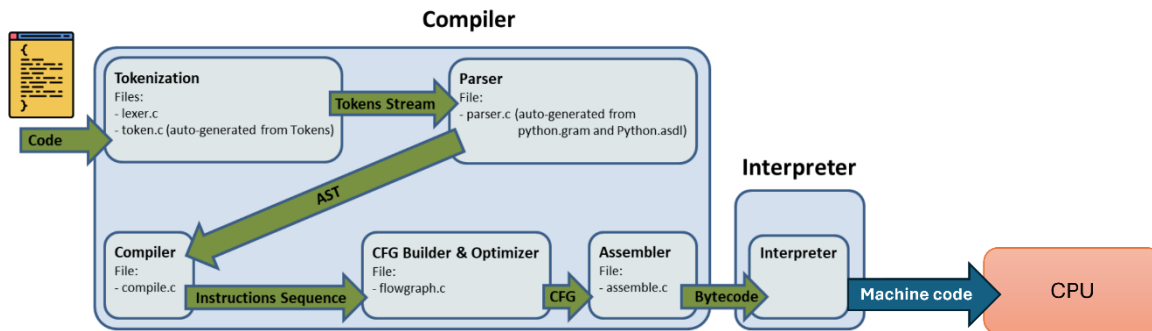 Compiler
{
}
Code
Tokenization
Files:
- lexer.c
- token.c (auto-generated from Tokens)
Tokens Stream
Parser
File:
- parser.c (auto-generated from
python.gram and Python.asdl)
AST
Compiler
File:
- compile.c
Instructions Sequence
CFG Builder & Optimizer
File:
- flowgraph.c
CFG
Assembler
File:
- assemble.c
Bytecode
Interpreter
Interpreter
Machine code
CPU